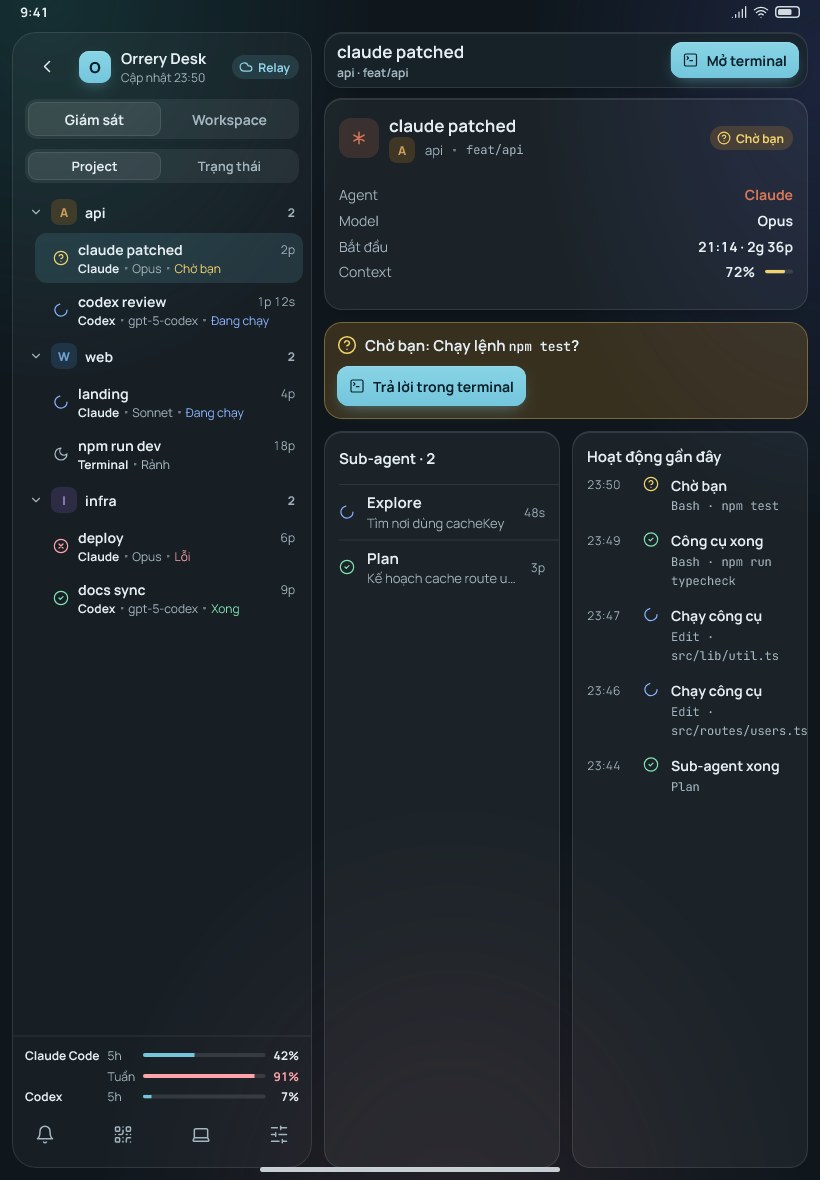 9:41
O
Orrery Desk
Cập nhật 23:50
Relay
Giám sát
Workspace
Project
Trạng thái
A api 2
claude patched 2p
Claude • Opus • Chờ bạn
codex review 1p 12s
Codex • gpt-5-codex • Đang chạy
W web 2
landing 4p
Claude • Sonnet • Đang chạy
npm run dev 18p
Terminal • Rảnh
I infra 2
deploy 6p
Claude • Opus • Lỗi
docs sync 9p
Codex • gpt-5-codex • Xong
Claude Code 5h 42%
Tuần 91%
Codex 5h 7%
claude patched
api · feat/api
Mở terminal
claude patched
A api • feat/api
Chờ bạn
Agent Claude
Model Opus
Bắt đầu 21:14 · 2g 36p
Context 72%
Chờ bạn: Chạy lệnh npm test?
Trả lời trong terminal
Sub-agent · 2
Explore
Tìm nơi dùng cacheKey 48s
Plan
Kế hoạch cache route u… 3p
Hoạt động gần đây
23:50 Chờ bạn
Bash · npm test
23:49 Công cụ xong
Bash · npm run
typecheck
23:47 Chạy công cụ
Edit ·
src/lib/util.ts
23:46 Chạy công cụ
Edit ·
src/routes/users.ts
23:44 Sub-agent xong
Plan